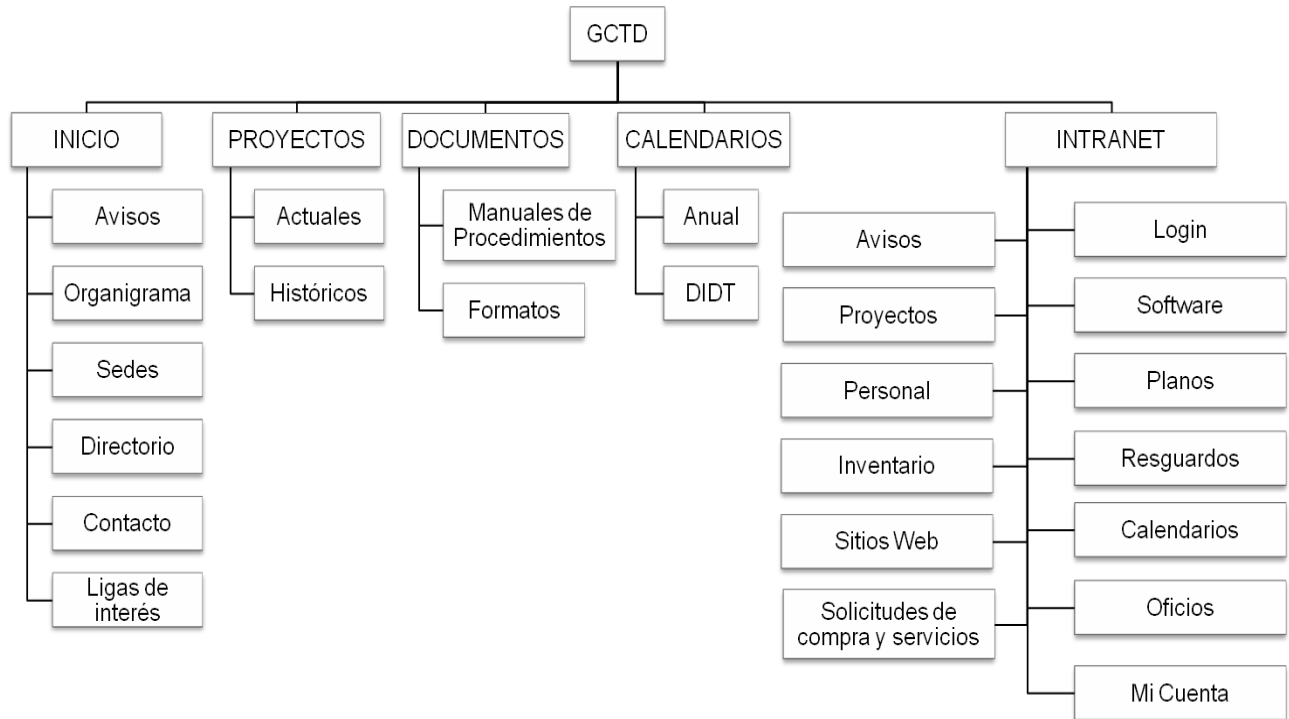 GCTD
INICIO
PROYECTOS
DOCUMENTOS
CALENDARIOS
INTRANET
Avisos
Organigrama
Sedes
Directorio
Contacto
Ligas de
interés
Actuales
Históricos
Manuales de
Procedimientos
Formatos
Anual
DIDT
Avisos
Proyectos
Personal
Inventario
Sitios Web
Solicitudes de
compra y servicios
Login
Software
Planos
Resguardos
Calendarios
Oficios
Mi Cuenta